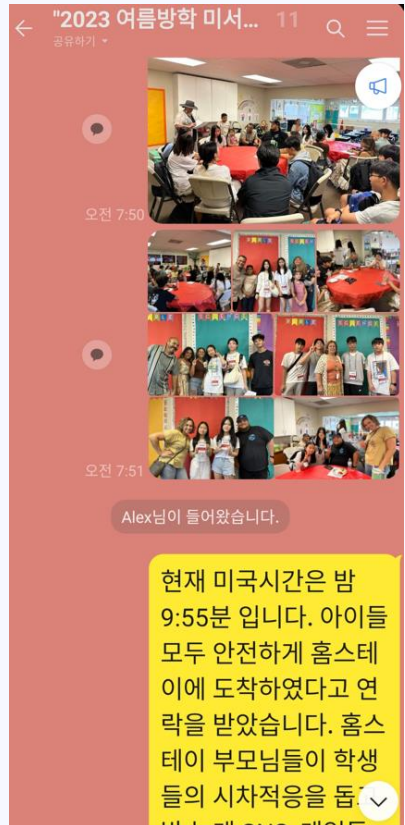 "2023 여름방학 미서... 11
공유하기
오전 7:50
오전 7:51
Alex님이 들어왔습니다.
현재 미국시간은 밤
9:55분 입니다. 아이들
모두 안전하게 홈스테
이에 도착하였다고 연
락을 받았습니다. 홈스
테이 부모님들이 학생
들의 시차적응을 돕고